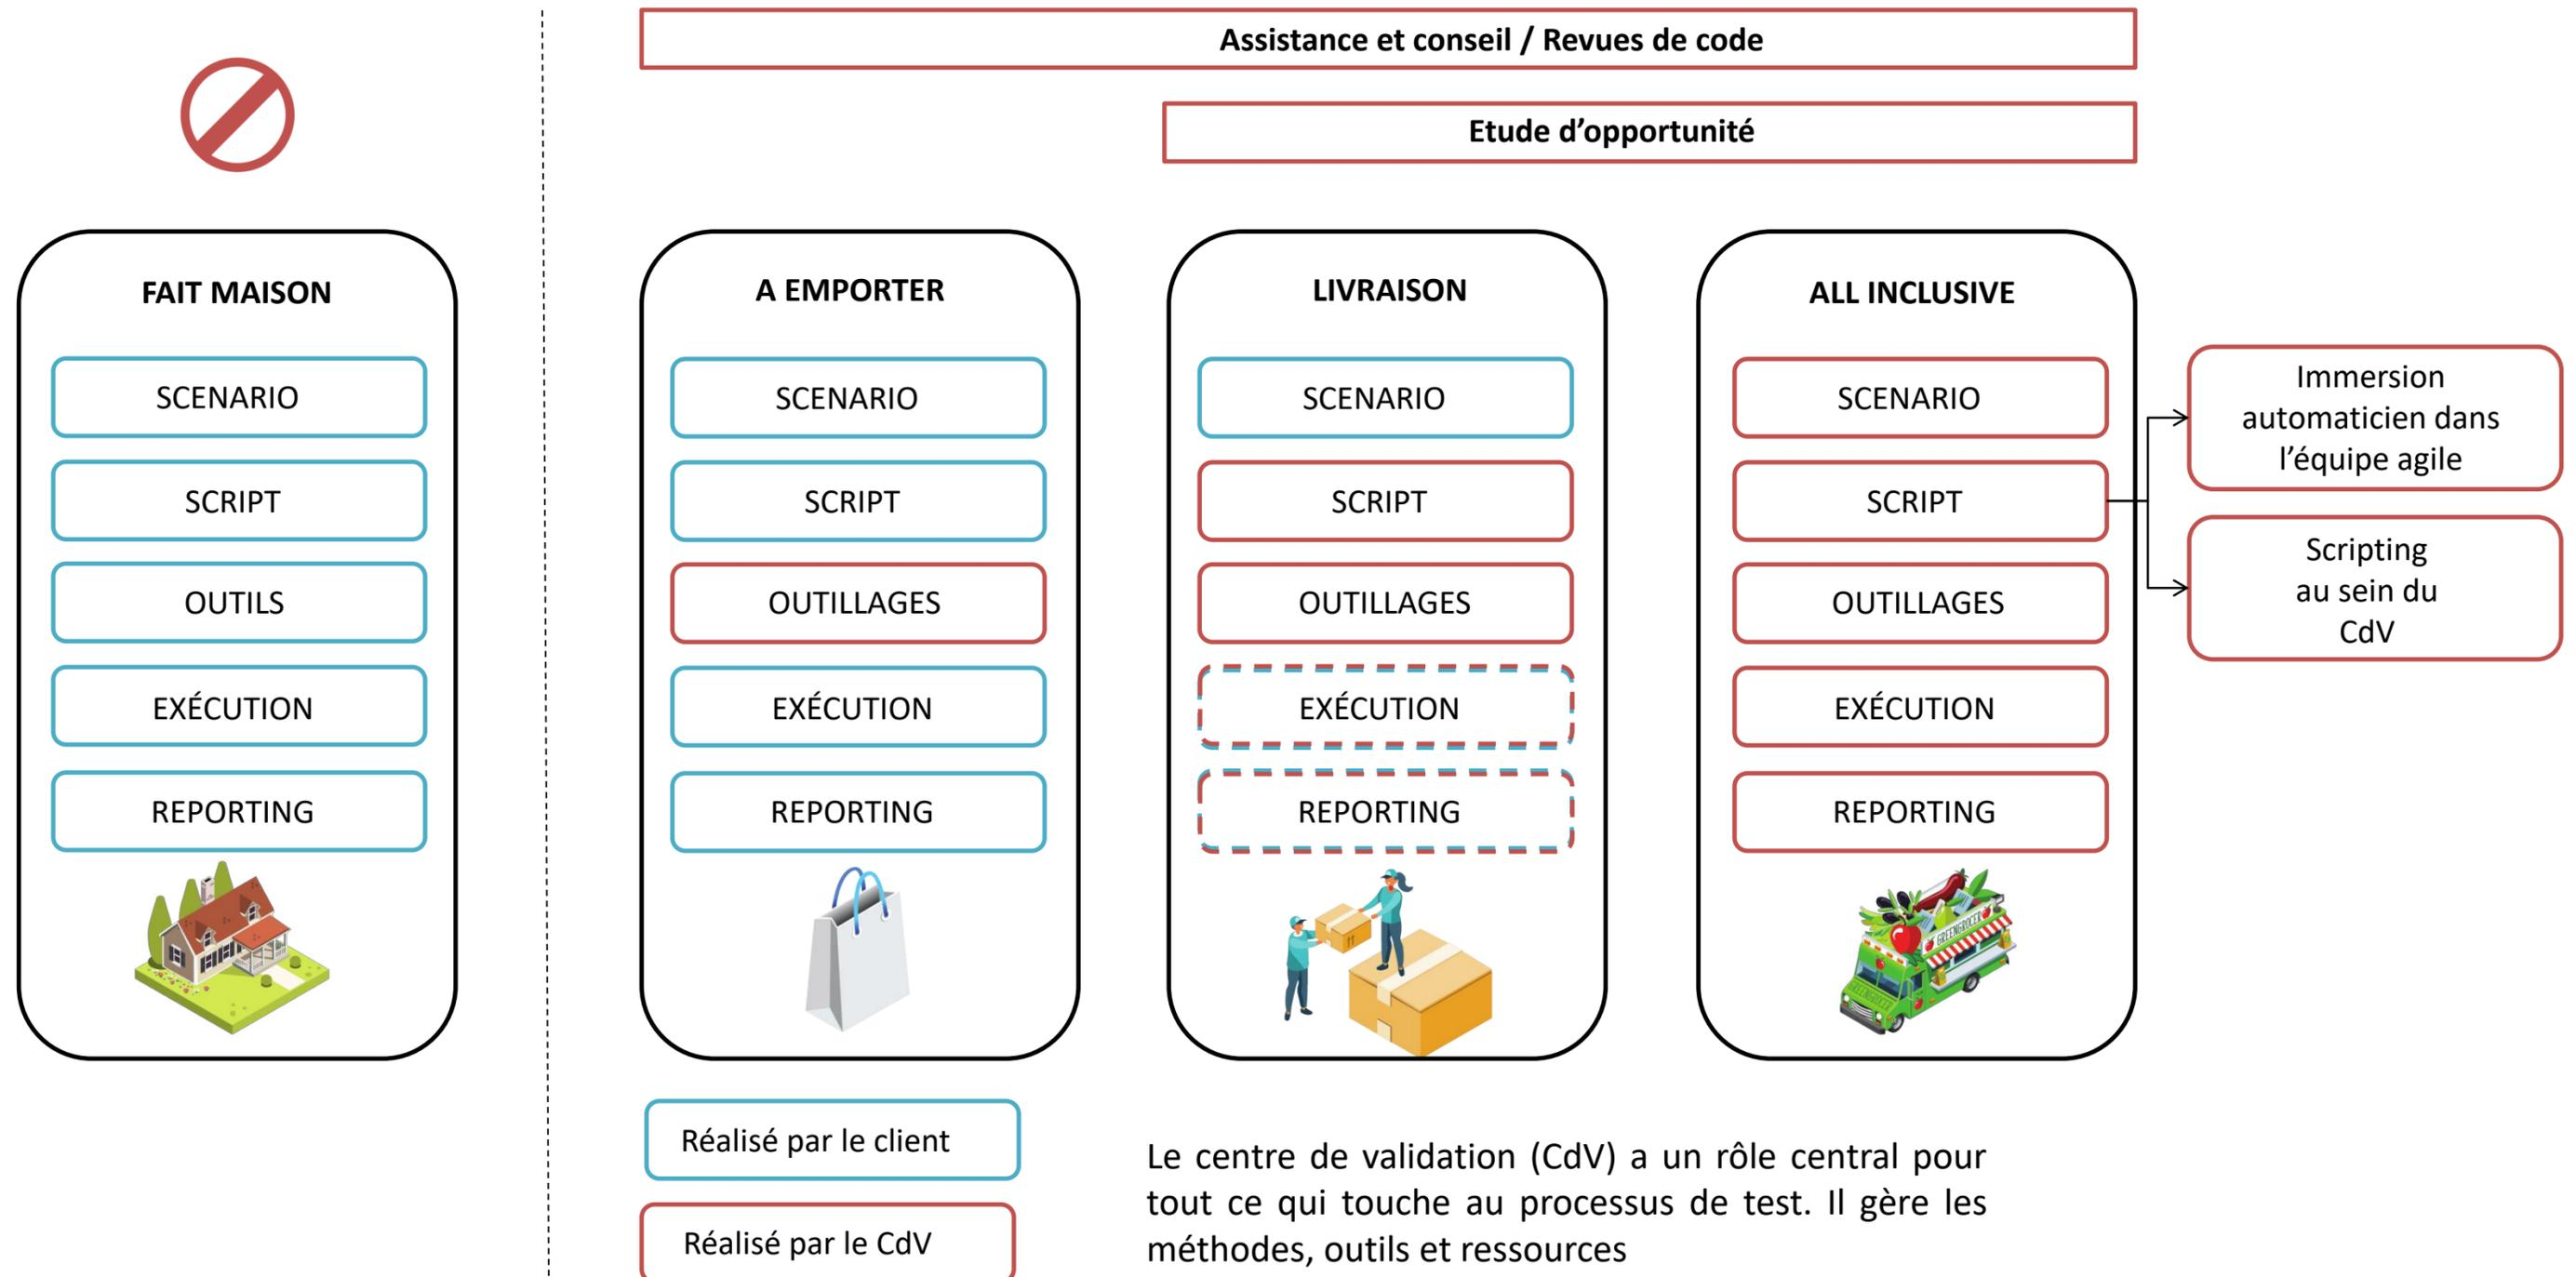 Assistance et conseil / Revues de code
Etude d’opportunité
FAIT MAISON
SCENARIO
SCRIPT
OUTILS
EXÉCUTION
REPORTING
A EMPORTER
SCENARIO
SCRIPT
OUTILLAGES
EXÉCUTION
REPORTING
LIVRAISON
SCENARIO
SCRIPT
OUTILLAGES
EXÉCUTION
REPORTING
ALL INCLUSIVE
SCENARIO
SCRIPT
OUTILLAGES
EXÉCUTION
REPORTING
GREENGROCER
GREENGROCER
Immersion
automaticien dans
l’équipe agile
Scripting
au sein du
CdV
Réalisé par le client
Réalisé par le CdV
Le centre de validation (CdV) a un rôle central pour
tout ce qui touche au processus de test. Il gère les
méthodes, outils et ressources